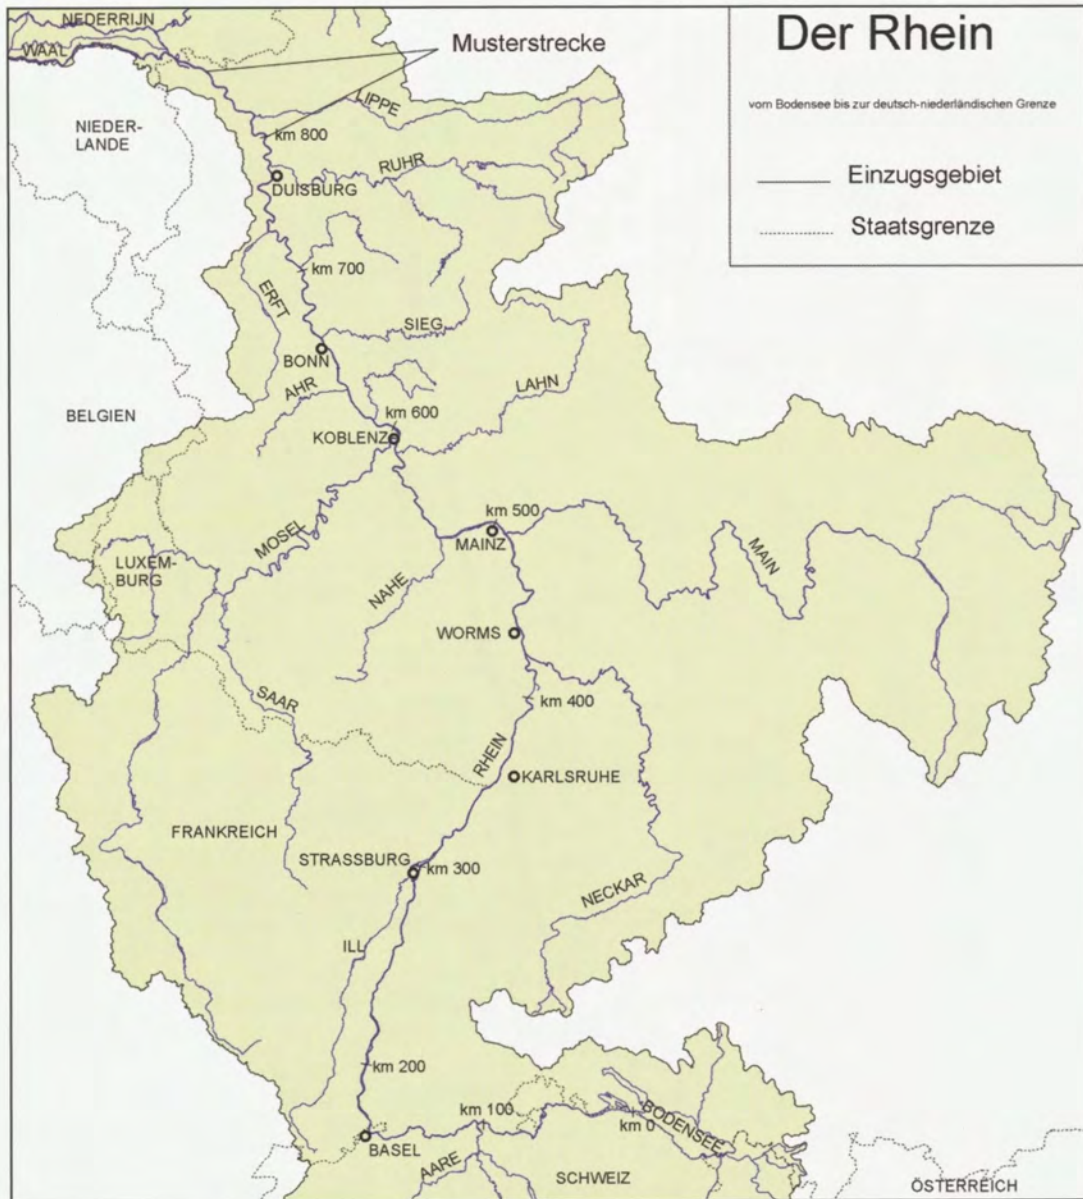 Der Rhein
vom Bodensee bis zur deutsch-niederländischen Grenze
Einzugsgebiet
Staatsgrenze
NEDERRIJN
WAAL
Musterstrecke
LIPPE
NIEDER-
LANDE
km 800
RUHR
DUISBURG
km 700
ERFT
SIEG
BONN
AHR
LAHN
BELGIEN
km 600
KOBLENZ
km 500
MOSEL
MAINZ
MAIN
LUXEM-
BURG
NAHE
WORMS
SAAR
km 400
RHEIN
KARLSRUHE
FRANKREICH
STRASSBURG
km 300
NECKAR
ILL
km 200
km 100
BODENSEE
km 0
BASEL
AARE
SCHWEIZ
ÖSTERREICH